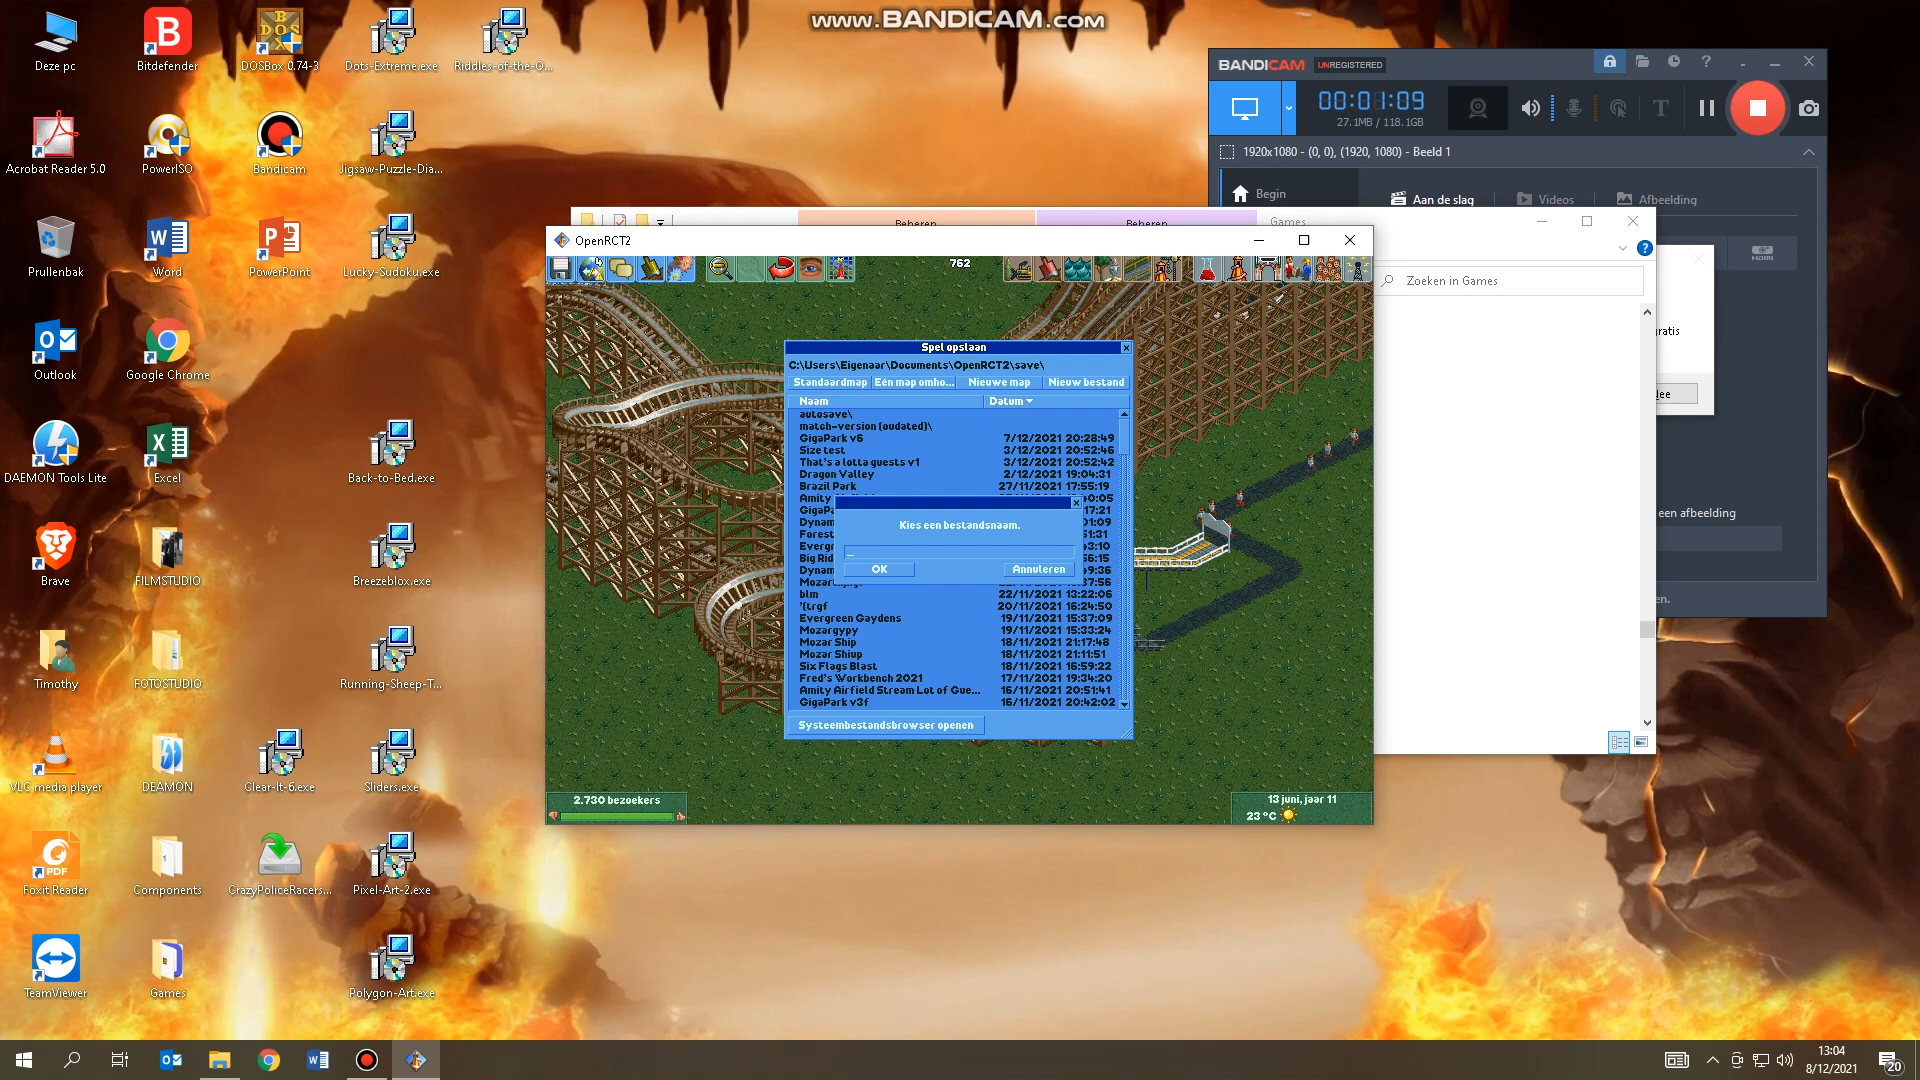 www.BANDICAM.com
Deze pc
Bitdefender
DOSBox 0.74-3
Dots-Extreme.exe
Riddles-of-the-O...
Acrobat Reader 5.0
PowerISO
Bandicam
Jigsaw-Puzzle-Dia...
Prullenbak
Word
PowerPoint
Lucky-Sudoku.exe
Outlook
Google Chrome
DAEMON Tools Lite
Excel
Back-to-Bed.exe
Brave
FILMSTUDIO
Breezeblox.exe
Timothy
FOTOSTUDIO
Running-Sheep-T...
VLC media player
DEAMON
Clear-It-6.exe
Sliders.exe
Foxit Reader
Components
CrazyPoliceRacers...
Pixel-Art-2.exe
TeamViewer
Games
Polygon-Art.exe
BANDICAM UNREGISTERED
00:01:09
27.1MB / 118.1GB
1920x1080 - (0, 0), (1920, 1080) - Beeld 1
Begin
Aan de slag
Videos
Afbeelding
HDMI
gratis
een afbeelding
en.
Beheren
Beheren
Games
Zoeken in Games
OpenRCT2
762
Spel opslaan
C:\Users\Eigenaar\Documents\OpenRCT2\save\
Standaardmap
Eén map omho...
Nieuwe map
Nieuw bestand
Naam
Datum
autosave\
match-version (oudated)\
GigaPark v6 7/12/2021 20:28:49
Size test 3/12/2021 20:52:46
That's a lotta guests v1 3/12/2021 20:52:42
Dragon Valley 2/12/2021 19:04:31
Brazil Park 27/11/2021 17:55:19
Amity
GigaPa
Dynam
Forest
Evergr
Big Rid
Dynam
Kies een bestandsnaam.
OK
Annuleren
blm 22/11/2021 13:22:06
'(trgf 20/11/2021 16:24:50
Evergreen Gaydens 19/11/2021 15:37:09
Mozargypy 19/11/2021 15:33:24
Mozar Ship 18/11/2021 21:17:48
Mozar Shiup 18/11/2021 21:11:51
Six Flags Blast 18/11/2021 16:59:22
Fred's Workbench 2021 17/11/2021 19:34:20
Amity Airfield Stream Lot of Gue... 16/11/2021 20:51:41
GigaPark v3f 16/11/2021 20:42:02
Systeembestandsbrowser openen
2.730 bezoekers
13 juni, jaar 11
23 °C
13:04
8/12/2021
20